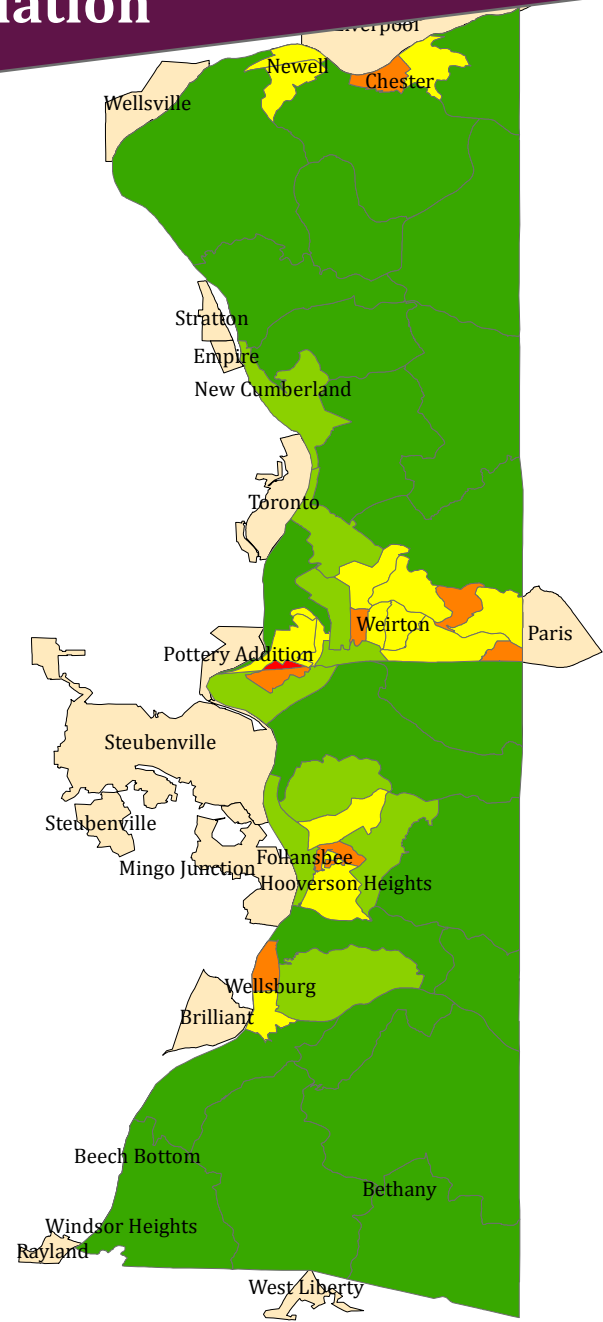 Newell
Chester
Wellsville
Stratton
Empire
New Cumberland
Toronto
Weirton
Paris
Pottery Addition
Steubenville
Steubenville
Follansbee
Mingo Junction
Hooverson Heights
Wellsburg
Brilliant
Beech Bottom
Bethany
Windsor Heights
Rayland
West Liberty